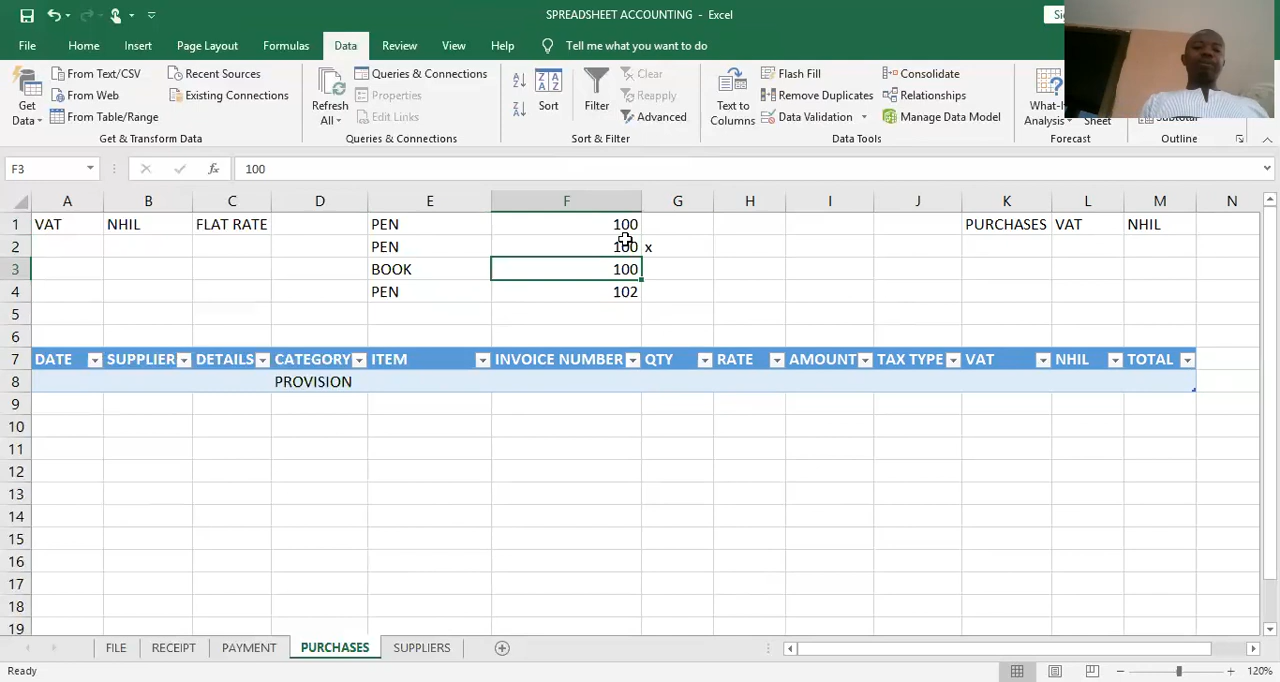 SPREADSHEET ACCOUNTING - Excel
File Home Insert Page Layout Formulas Data Review View Help Tell me what you want to do
Get Data
From Text/CSV
From Web
From Table/Range
Recent Sources
Existing Connections
Get & Transform Data
Refresh All
Queries & Connections
Properties
Edit Links
Queries & Connections
Sort
Filter
Clear
Reapply
Advanced
Sort & Filter
Text to Columns
Flash Fill
Remove Duplicates
Data Validation
Consolidate
Relationships
Manage Data Model
Data Tools
What-If Analysis
Sheet
Forecast
Outline
F3 fx 100
A B C D E F G H I J K L M N
1 VAT NHIL FLAT RATE PEN 100 PURCHASES VAT NHIL
2 PEN 100 x
3 BOOK 100
4 PEN 102
5
6
7 DATE SUPPLIER DETAILS CATEGORY ITEM INVOICE NUMBER QTY RATE AMOUNT TAX TYPE VAT NHIL TOTAL
8 PROVISION
9
10
11
12
13
14
15
16
17
18
19
FILE RECEIPT PAYMENT PURCHASES SUPPLIERS
Ready 120%